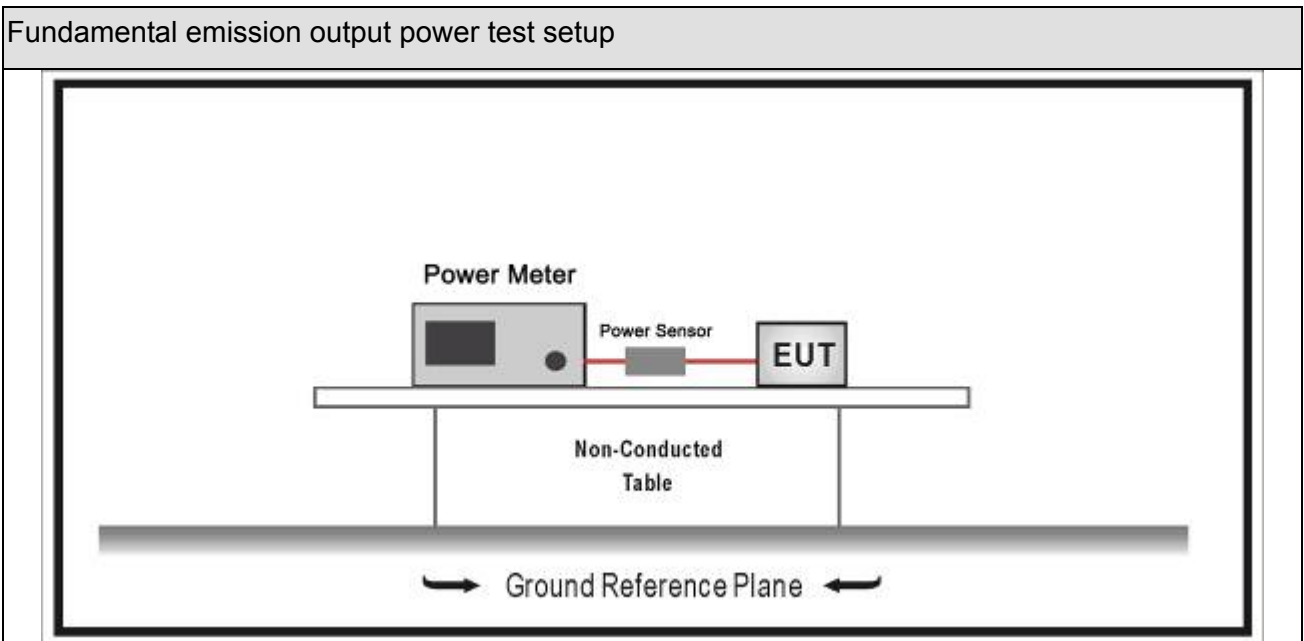 Fundamental emission output power test setup
Power Meter
Power Sensor
EUT
Non-Conducted
Table
Ground Reference Plane